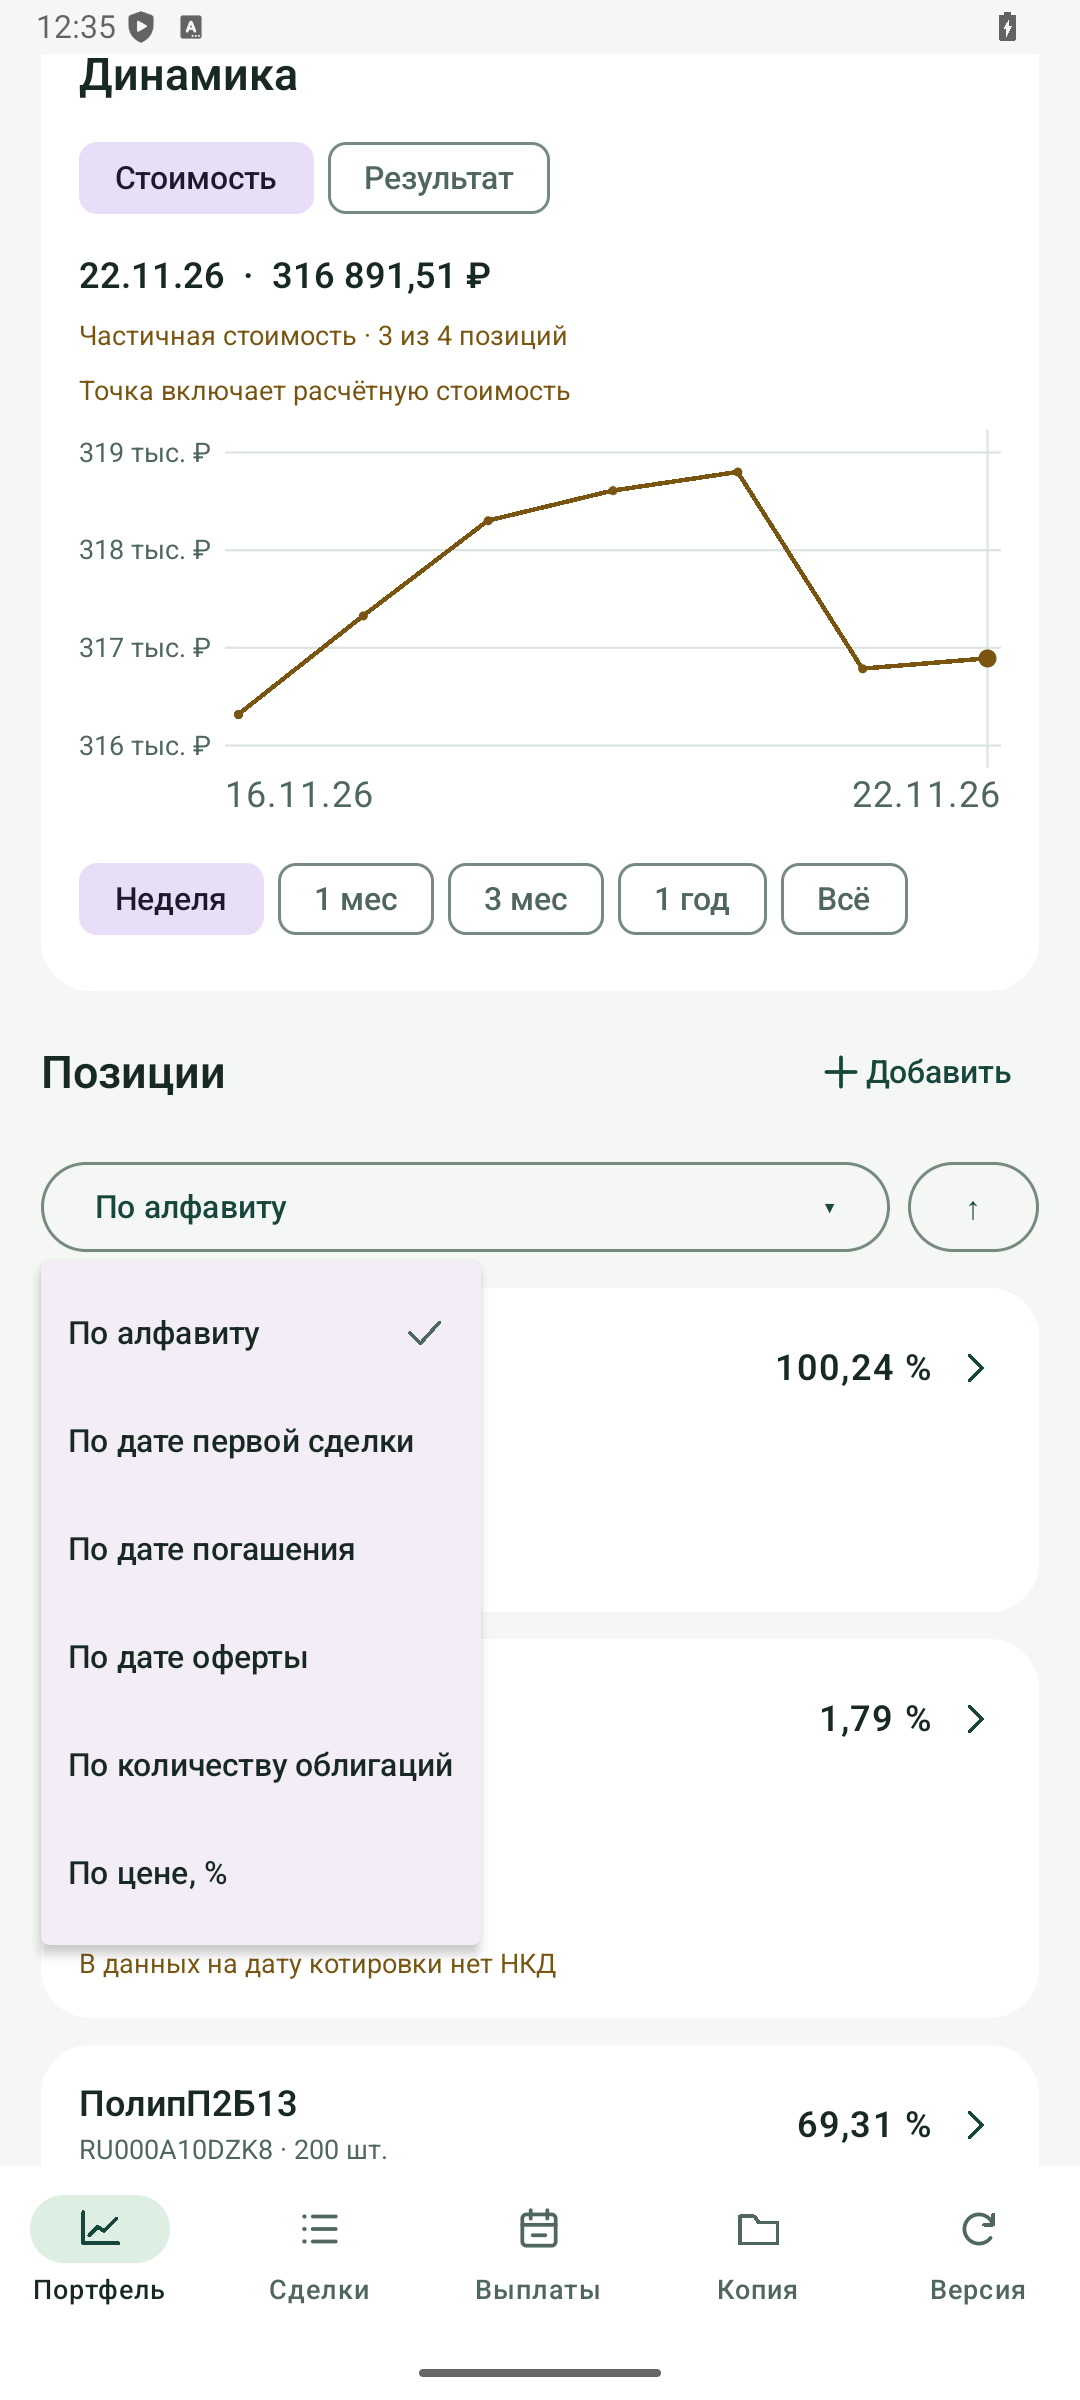 12:35
Динамика
Стоимость
Результат
22.11.26 · 316 891,51 ₽
Частичная стоимость · 3 из 4 позиций
Точка включает расчётную стоимость
319 тыс. ₽
318 тыс. ₽
317 тыс. ₽
316 тыс. ₽
16.11.26
22.11.26
Неделя
1 мес
3 мес
1 год
Всё
Позиции
Добавить
По алфавиту
По алфавиту
100,24 %
По дате первой сделки
По дате погашения
По дате оферты
1,79 %
По количеству облигаций
По цене, %
В данных на дату котировки нет НКД
ПолипП2Б13
69,31 %
RU000A10DZK8 · 200 шт.
Портфель
Сделки
Выплаты
Копия
Версия